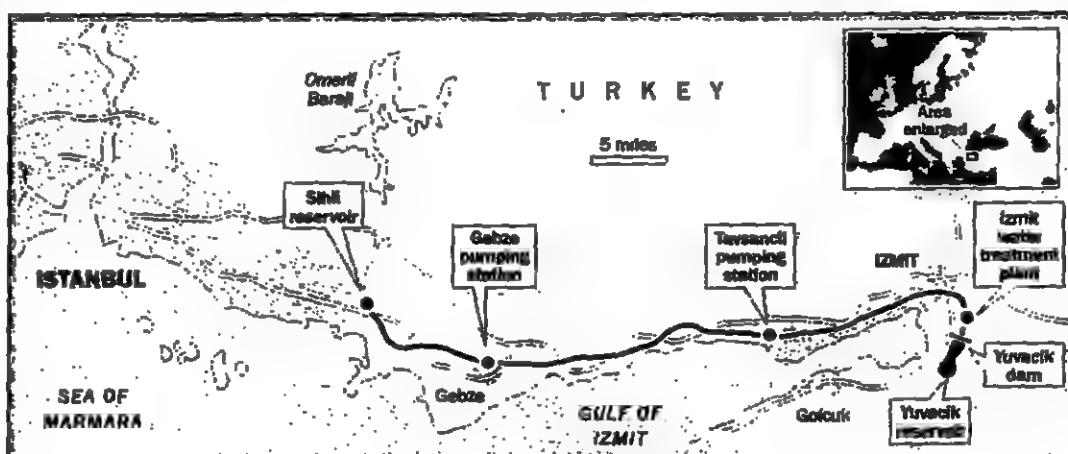 Omerli
Baraji
TURKEY
5 miles
Area
enlarged
Sihli
reservoir
Gebze
pumping
station
Tavsancil
pumping
station
IZMIT
Izmit
water
treatment
plant
ISTANBUL
Yuvacik
dam
SEA OF
MARMARA
Gebze
GULF OF
IZMIT
Golcuk
Yuvacik
reservoir